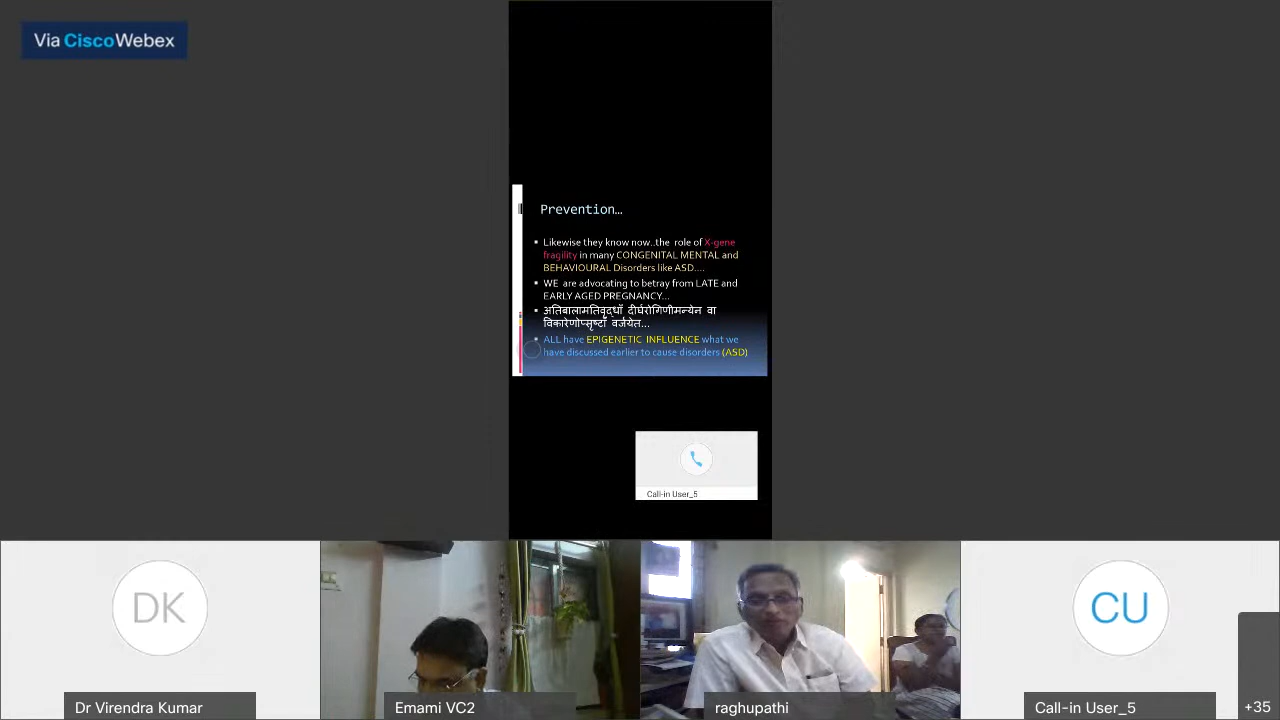 Via CiscoWebex
Prevention...
Likewise they know now..the role of X-gene
fragility in many CONGENITAL MENTAL and
BEHAVIOURAL Disorders like ASD....
WE are advocating to betray from LATE and
EARLY AGED PREGNANCY...
अतिबालामतिवृद्धाँ दीर्घरोगिणीमन्येन वा
विकारेणोप्सृष्टाँ वर्जयेत...
ALL have EPIGENETIC INFLUENCE what we
have discussed earlier to cause disorders (ASD)
Call-in User_5
DK
CU
Dr Virendra Kumar
Emami VC2
raghupathi
Call-in User_5
+35